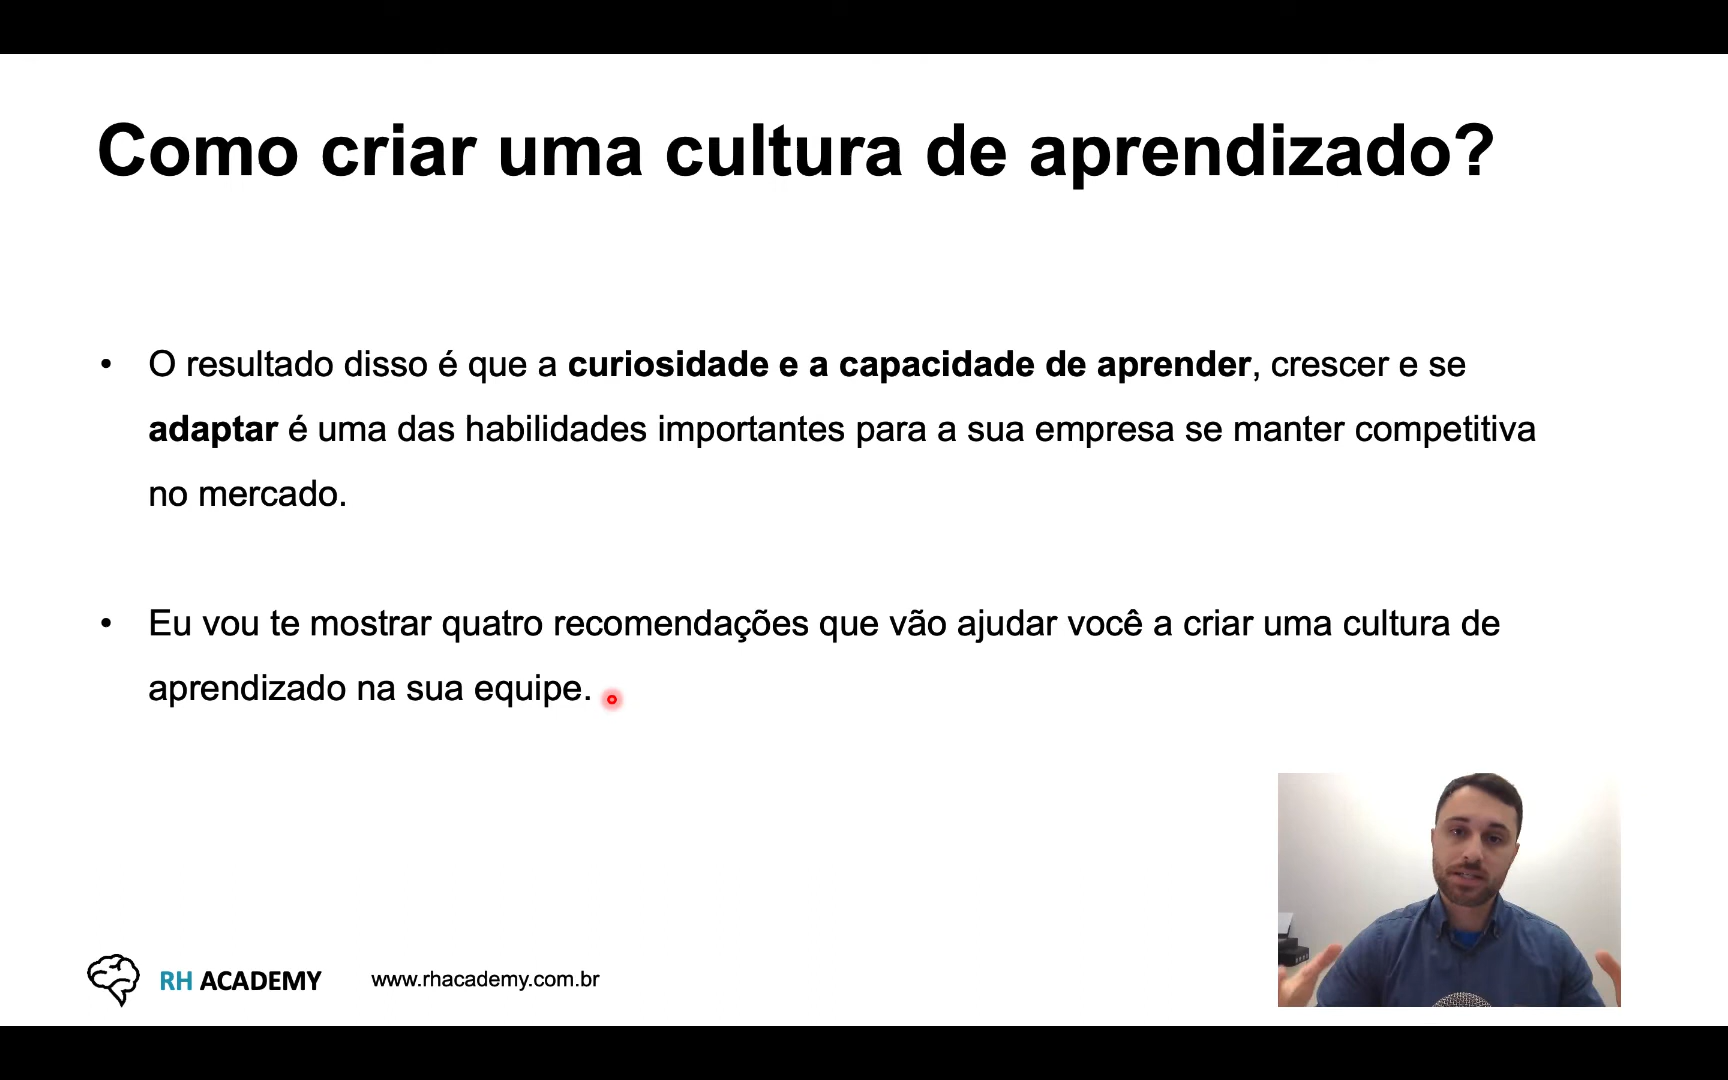 Como criar uma cultura de aprendizado?
• O resultado disso é que a curiosidade e a capacidade de aprender, crescer e se
adaptar é uma das habilidades importantes para a sua empresa se manter competitiva
no mercado.
• Eu vou te mostrar quatro recomendações que vão ajudar você a criar uma cultura de
aprendizado na sua equipe.
RH ACADEMY
www.rhacademy.com.br